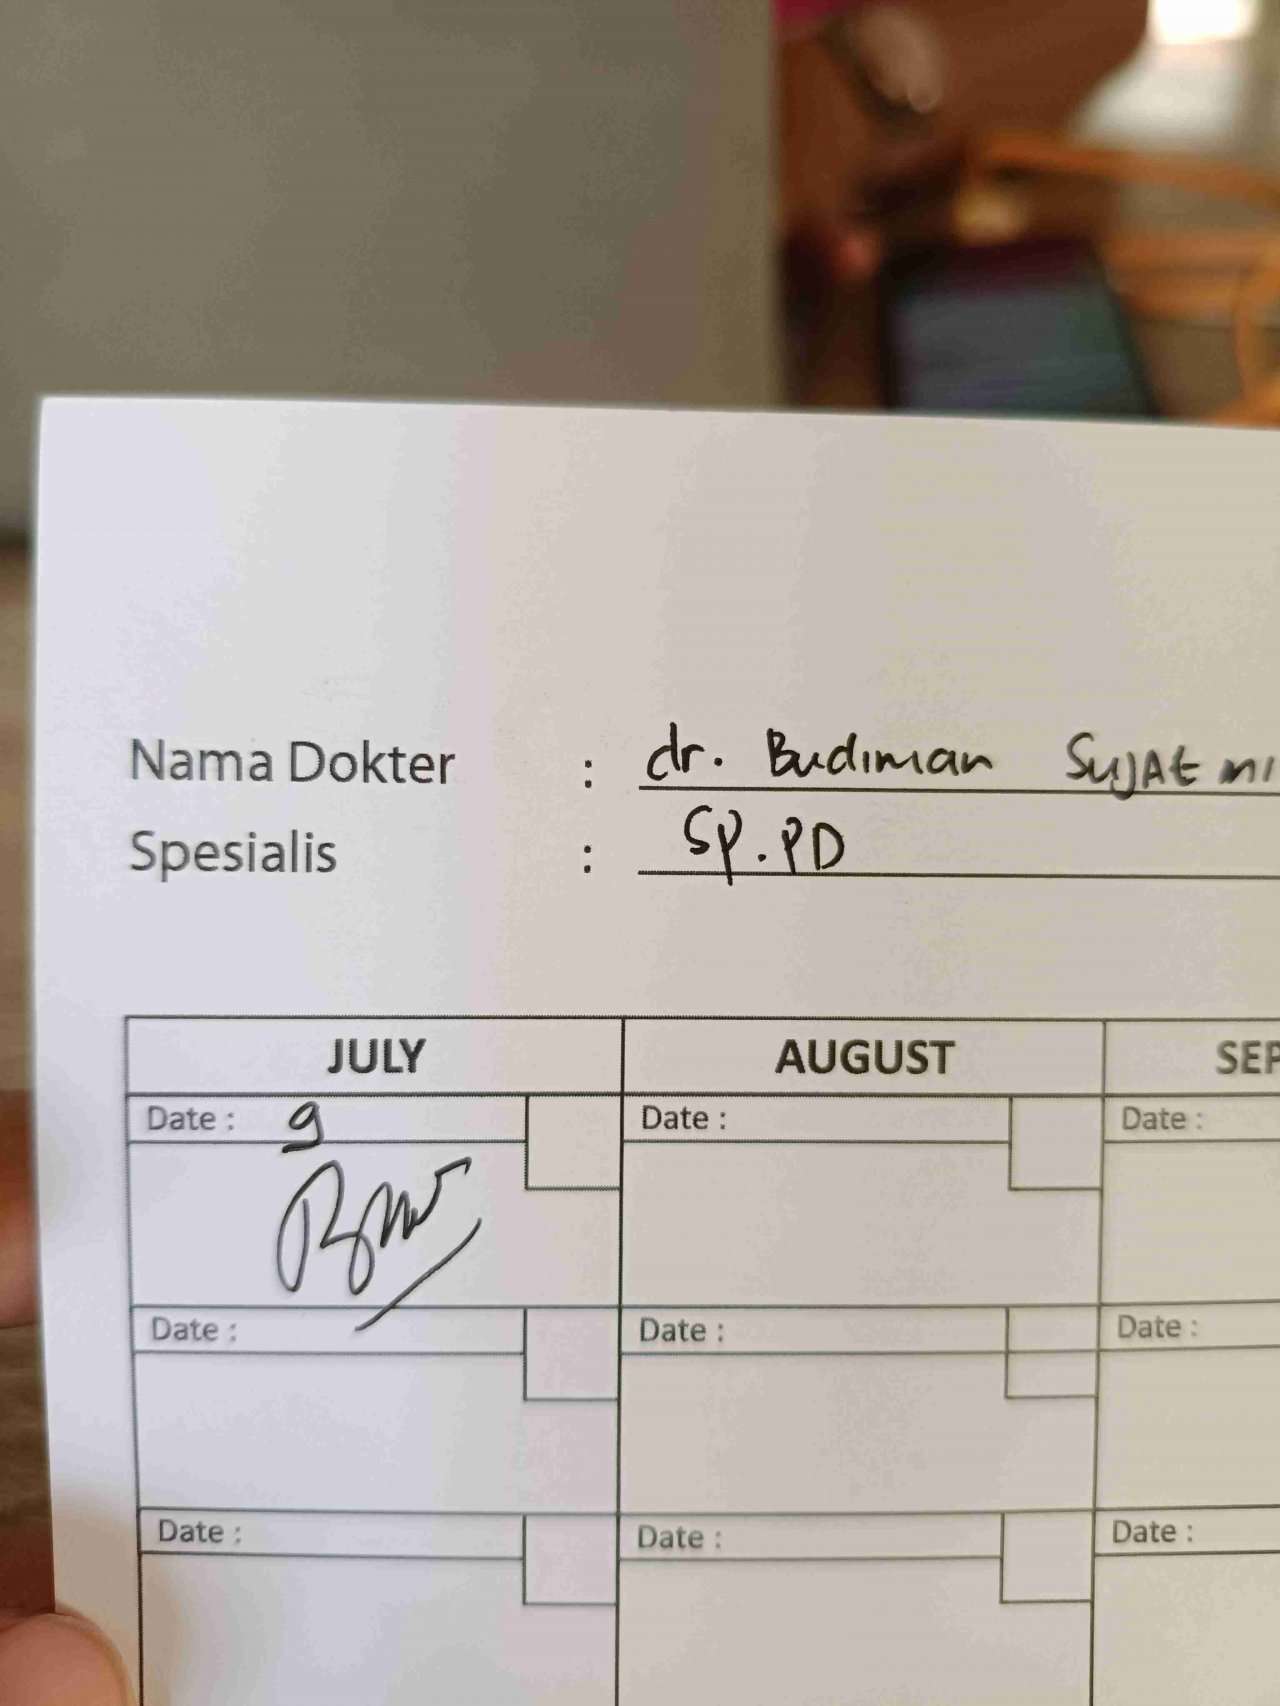 Nama Dokter : dr. Budiman
Spesialis : Sp.PD
JULY AUGUST
Date : 9 Date : Date :
Date : Date : Date :
Date : Date : Date :